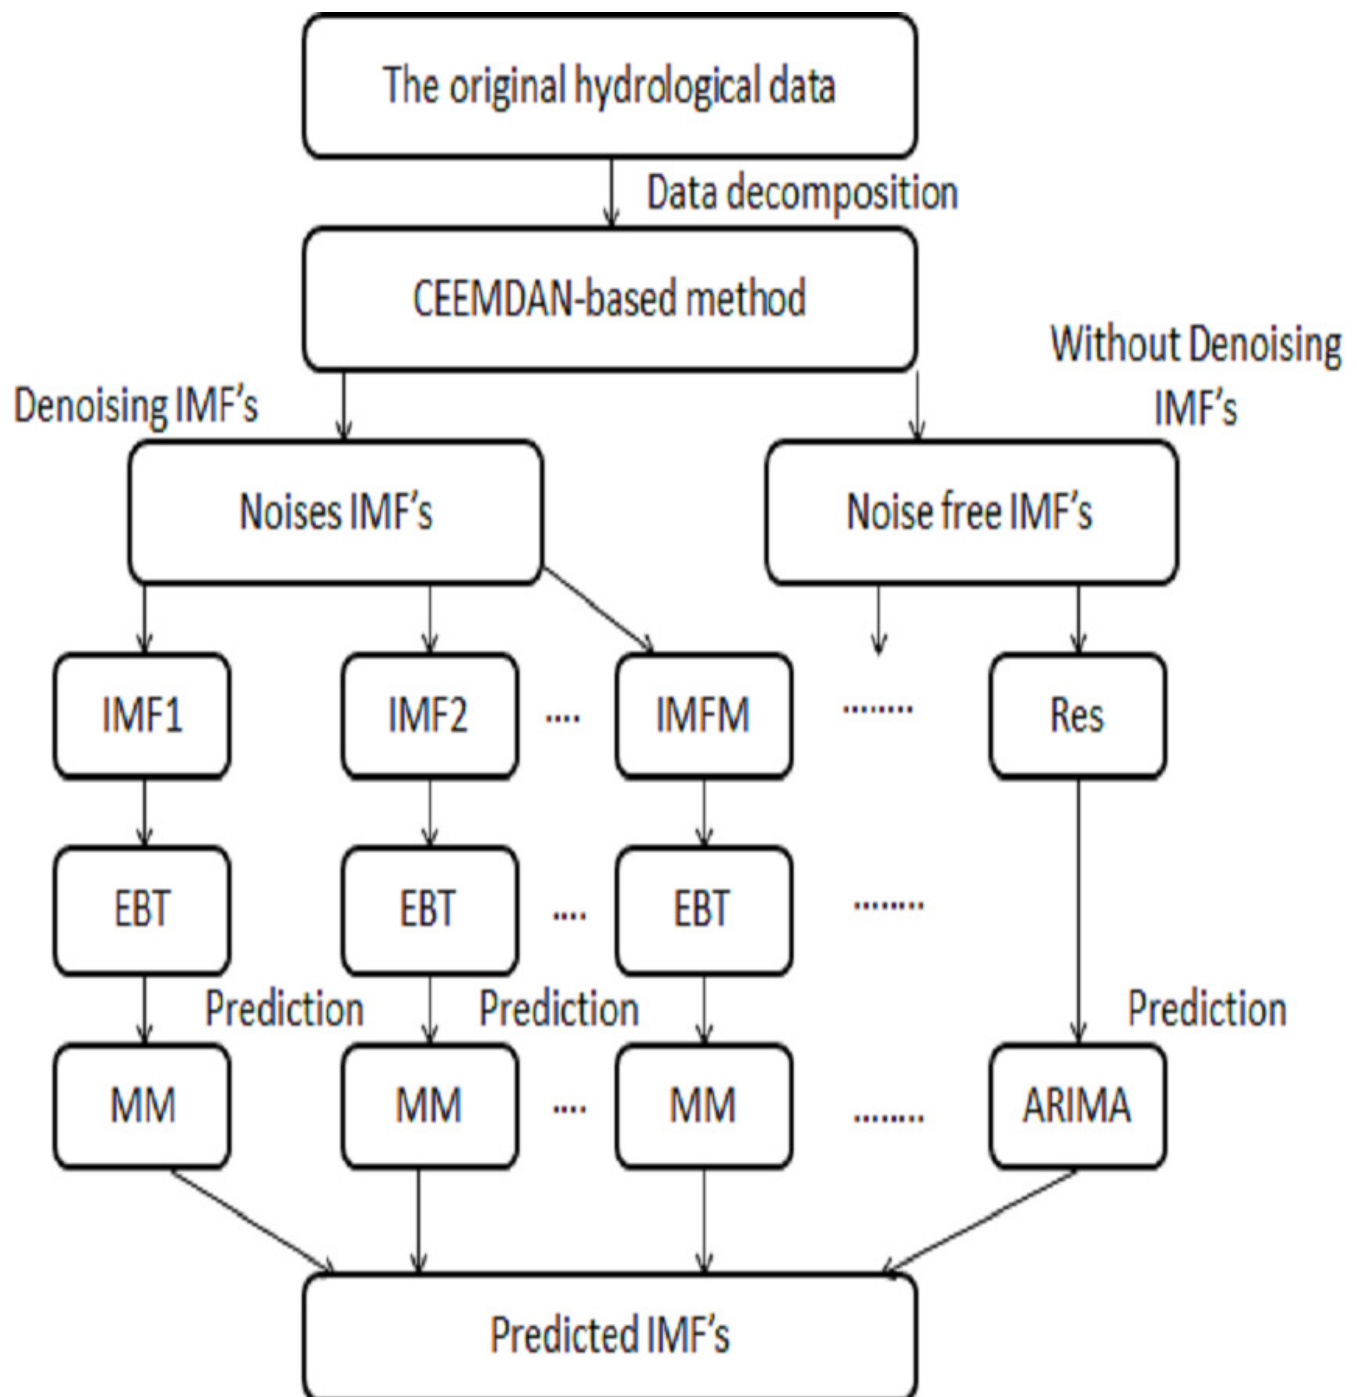 The original hydrological data
Data decomposition
CEEMDAN-based method
Without Denoising
IMF's
Denoising IMF's
Noises IMF's
Noise free IMF's
IMF1
IMF2
....
IMFM
........
Res
EBT
EBT
....
EBT
........
Prediction
Prediction
Prediction
MM
MM
....
MM
........
ARIMA
Predicted IMF's